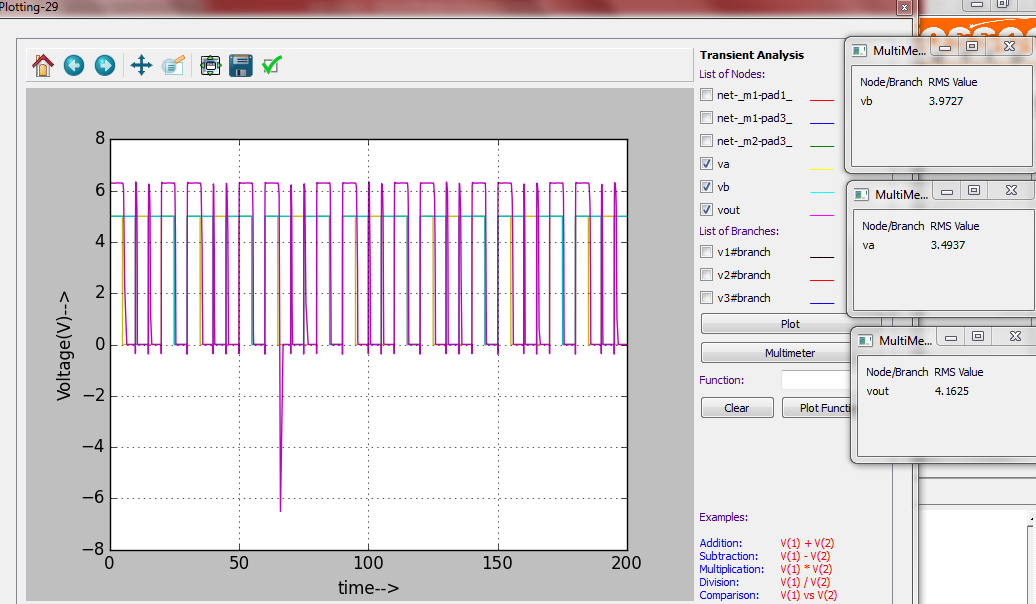 Plotting-29
Transient Analysis
List of Nodes:
net-_m1-pad1_
net-_m1-pad3_
net-_m2-pad3_
va
vb
vout
List of Branches:
v1#branch
v2#branch
v3#branch
Plot
Multimeter
Function:
Clear
Plot Functi
Examples:
Addition: V(1) + V(2)
Subtraction: V(1) - V(2)
Multiplication: V(1) * V(2)
Division: V(1) / V(2)
Comparison: V(1) vs V(2)
8
6
4
2
0
−2
−4
−6
−8
Voltage(V)-->
0 50 100 150 200
time-->
MultiMe...
Node/Branch RMS Value
vb 3.9727
MultiMe...
Node/Branch RMS Value
va 3.4937
MultiMe...
Node/Branch RMS Value
vout 4.1625